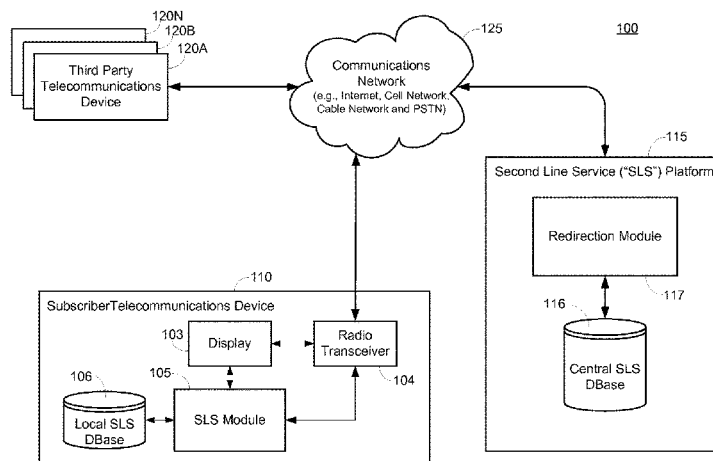 120N
120B
120A
Third Party
Telecommunications
Device
125
100
Communications
Network
(e.g., Internet, Cell Network,
Cable Network and PSTN)
115
Second Line Service ("SLS") Platform
Redirection Module
117
116
Central SLS
DBase
110
SubscriberTelecommunications Device
103
Display
Radio
Transceiver
104
105
106
SLS Module
Local SLS
DBase